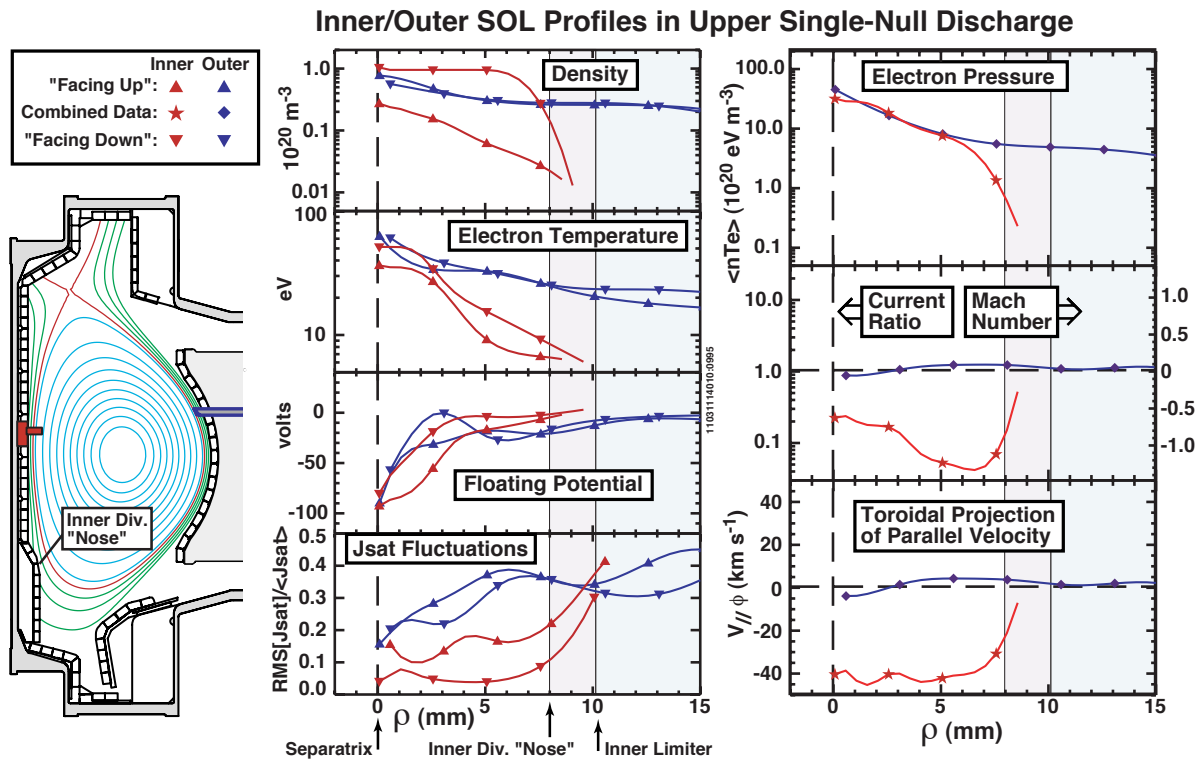 Inner/Outer SOL Profiles in Upper Single-Null Discharge
Inner Outer
"Facing Up":
Combined Data:
"Facing Down":
Inner Div.
"Nose"
Density
10²⁰ m⁻³
1.0
0.1
0.01
Electron Temperature
eV
100
10
Floating Potential
volts
0
-50
-100
Jsat Fluctuations
RMS[Jsat]/<Jsat>
0.5
0.4
0.3
0.2
0.1
0.0
0 5 10 15
ρ (mm)
Separatrix
Inner Div. "Nose"
Inner Limiter
11031114010:0995
Electron Pressure
<nTe> (10²⁰ eV m⁻³)
100.0
10.0
1.0
0.1
Current
Ratio
Mach
Number
10.0
1.0
0.1
1.0
0.5
0
-0.5
-1.0
Toroidal Projection
of Parallel Velocity
V// ϕ (km s⁻¹)
40
20
0
-20
-40
0 5 10 15
ρ (mm)